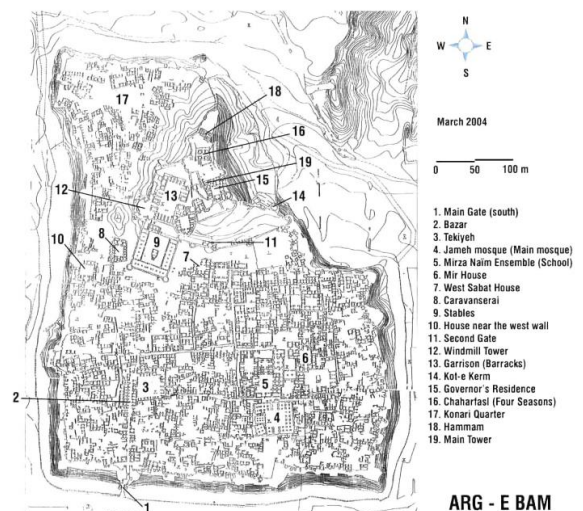 N
W E
S
March 2004
0 50 100 m
1. Main Gate (south)
2. Bazar
3. Tekiyeh
4. Jameh mosque (Main mosque)
5. Mirza Naïm Ensemble (School)
6. Mir House
7. West Sabat House
8. Caravanserai
9. Stables
10. House near the west wall
11. Second Gate
12. Windmill Tower
13. Garrison (Barracks)
14. Kot-e Kerm
15. Governor's Residence
16. Chaharfasl (Four Seasons)
17. Konari Quarter
18. Hammam
19. Main Tower
ARG - E BAM
17
18
16
19
15
14
12
13
8
9
10
7
11
6
2
3
5
4
1